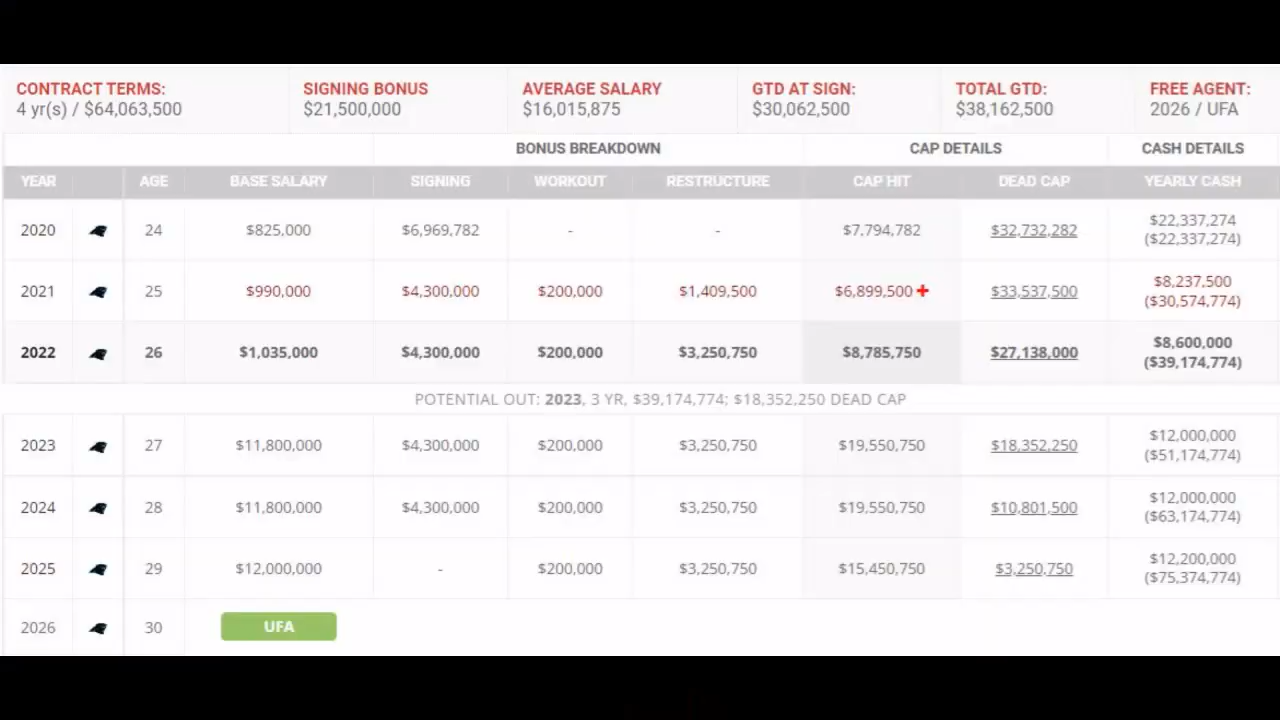 CONTRACT TERMS: SIGNING BONUS AVERAGE SALARY GTD AT SIGN: TOTAL GTD: FREE AGENT:
4 yr(s) / $64,063,500 $21,500,000 $16,015,875 $30,062,500 $38,162,500 2026 / UFA
BONUS BREAKDOWN CAP DETAILS CASH DETAILS
YEAR AGE BASE SALARY SIGNING WORKOUT RESTRUCTURE CAP HIT DEAD CAP YEARLY CASH
2020 24 $825,000 $6,969,782 - - $7,794,782 $32,732,282 $22,337,274
($22,337,274)
2021 25 $990,000 $4,300,000 $200,000 $1,409,500 $6,899,500 + $33,537,500 $8,237,500
($30,574,774)
2022 26 $1,035,000 $4,300,000 $200,000 $3,250,750 $8,785,750 $27,138,000 $8,600,000
($39,174,774)
POTENTIAL OUT: 2023, 3 YR, $39,174,774; $18,352,250 DEAD CAP
2023 27 $11,800,000 $4,300,000 $200,000 $3,250,750 $19,550,750 $18,352,250 $12,000,000
($51,174,774)
2024 28 $11,800,000 $4,300,000 $200,000 $3,250,750 $19,550,750 $10,801,500 $12,000,000
($63,174,774)
2025 29 $12,000,000 - $200,000 $3,250,750 $15,450,750 $3,250,750 $12,200,000
($75,374,774)
2026 30 UFA